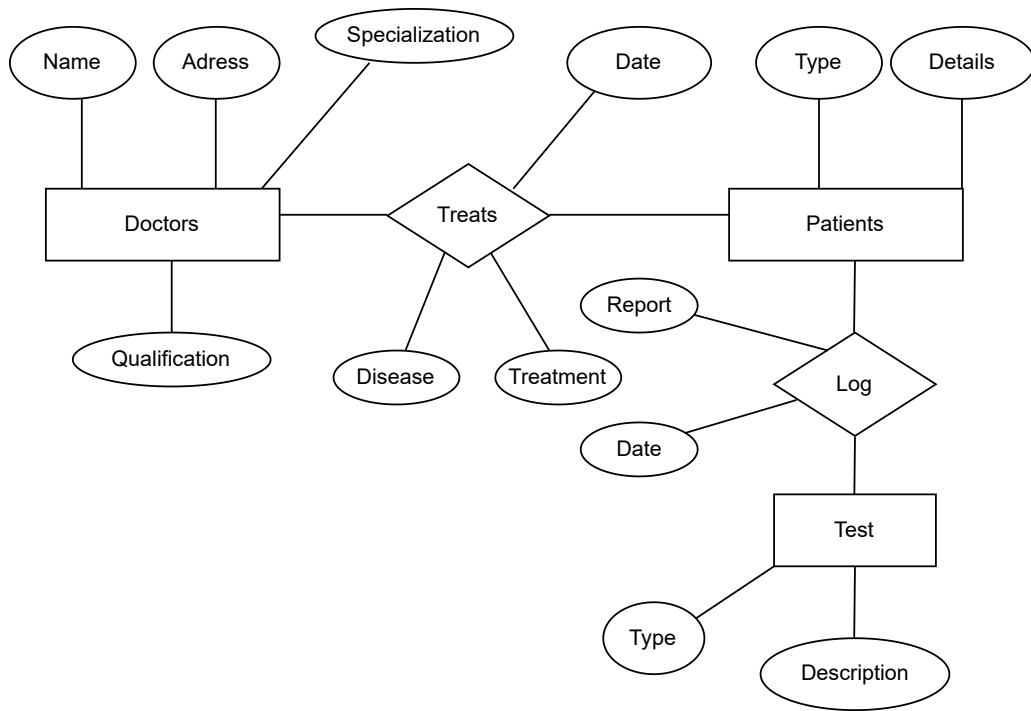 Specialization
Name
Adress
Date
Type
Details
Doctors
Treats
Patients
Report
Qualification
Disease
Treatment
Log
Date
Test
Type
Description